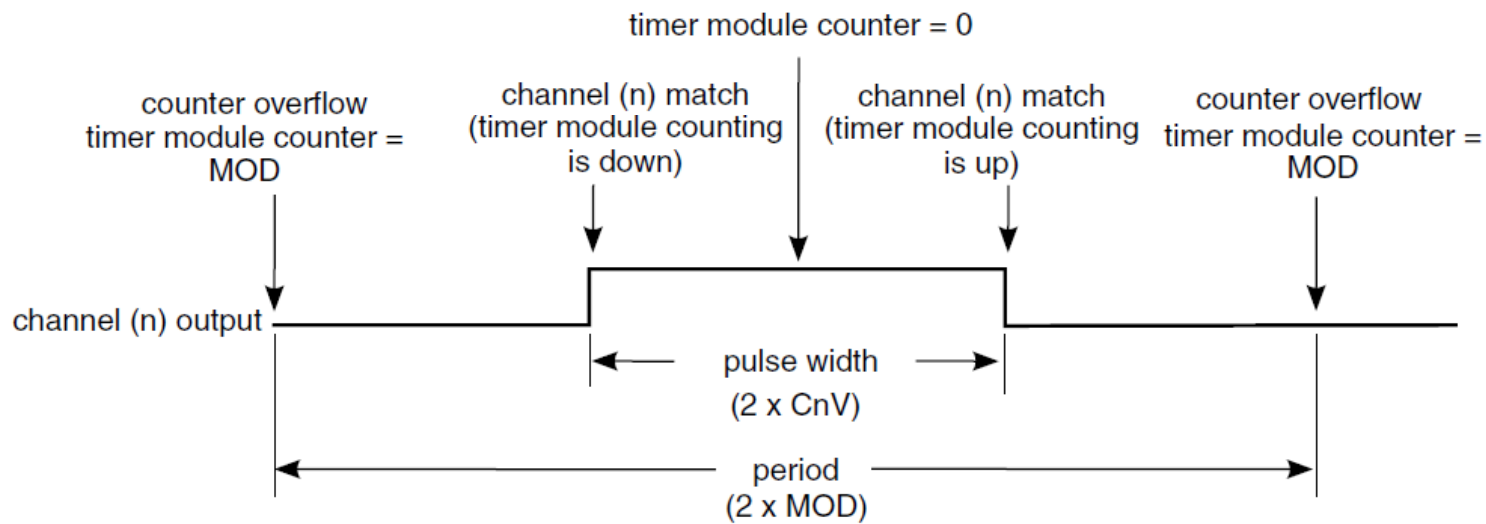 timer module counter = 0
counter overflow
timer module counter =
MOD
channel (n) match
(timer module counting
is down)
channel (n) match
(timer module counting
is up)
counter overflow
timer module counter =
MOD
channel (n) output
pulse width
(2 x CnV)
period
(2 x MOD)